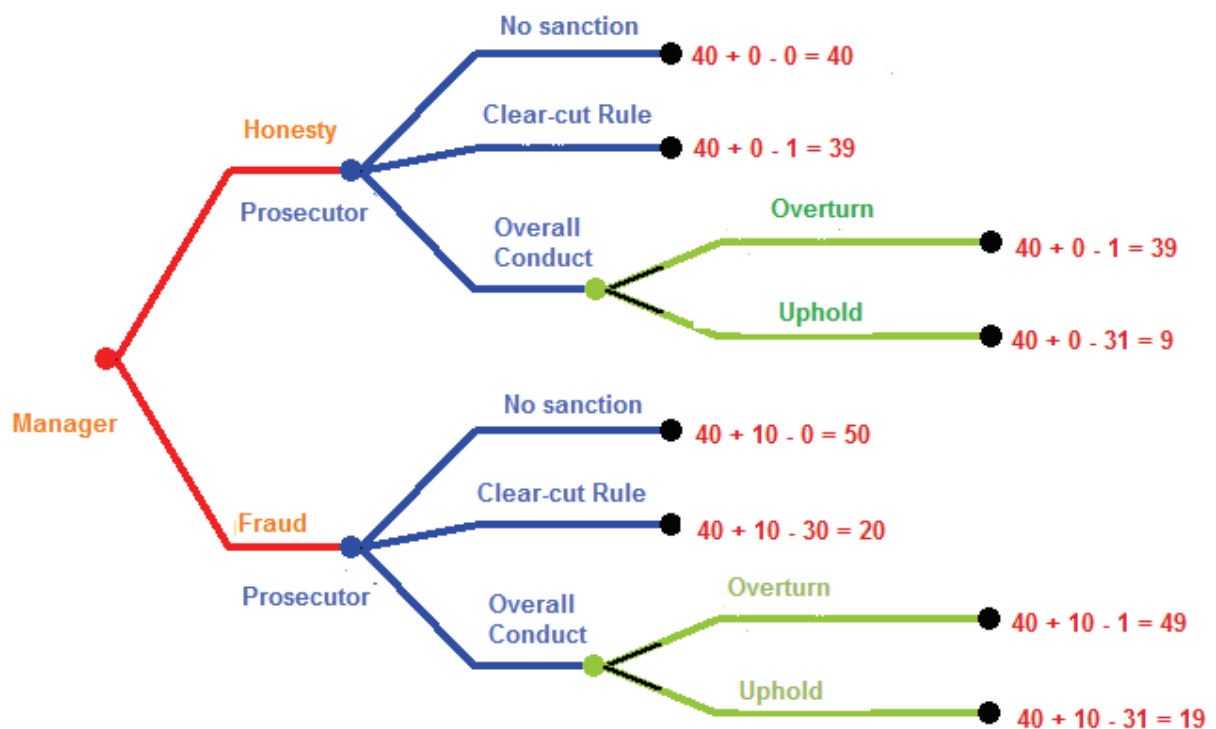 No sanction
40 + 0 - 0 = 40
Clear-cut Rule
40 + 0 - 1 = 39
Honesty
Prosecutor
Overall
Conduct
Overturn
40 + 0 - 1 = 39
Uphold
40 + 0 - 31 = 9
Manager
No sanction
40 + 10 - 0 = 50
Clear-cut Rule
40 + 10 - 30 = 20
Fraud
Prosecutor
Overall
Conduct
Overturn
40 + 10 - 1 = 49
Uphold
40 + 10 - 31 = 19